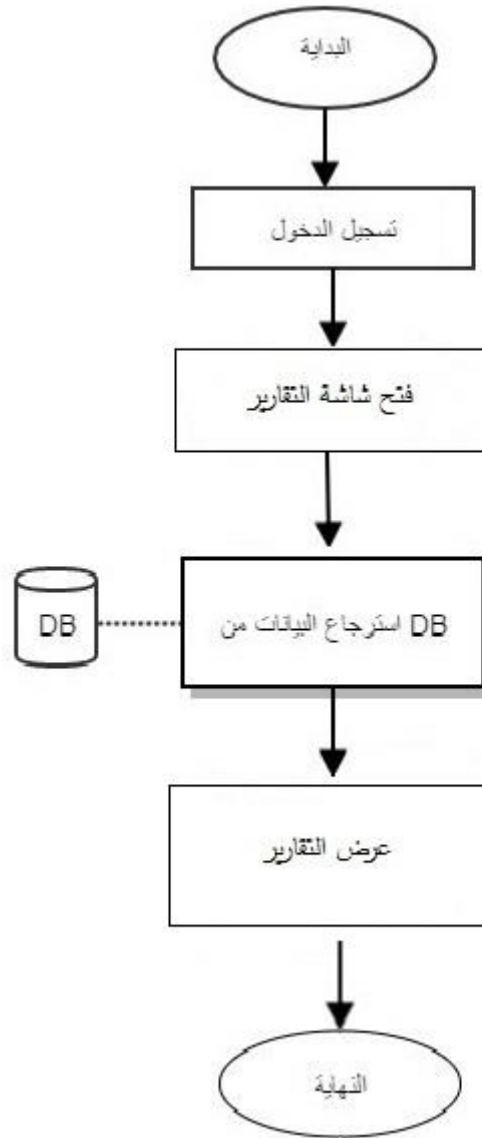 البداية
تسجيل الدخول
فتح شاشة التقارير
استرجاع البيانات من DB
DB
عرض التقارير
النهاية